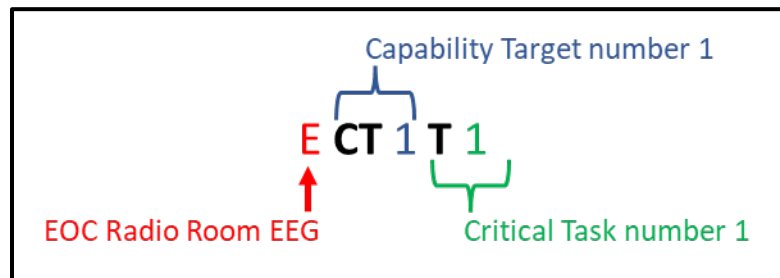 Capability Target number 1
E CT 1 T 1
EOC Radio Room EEG
Critical Task number 1